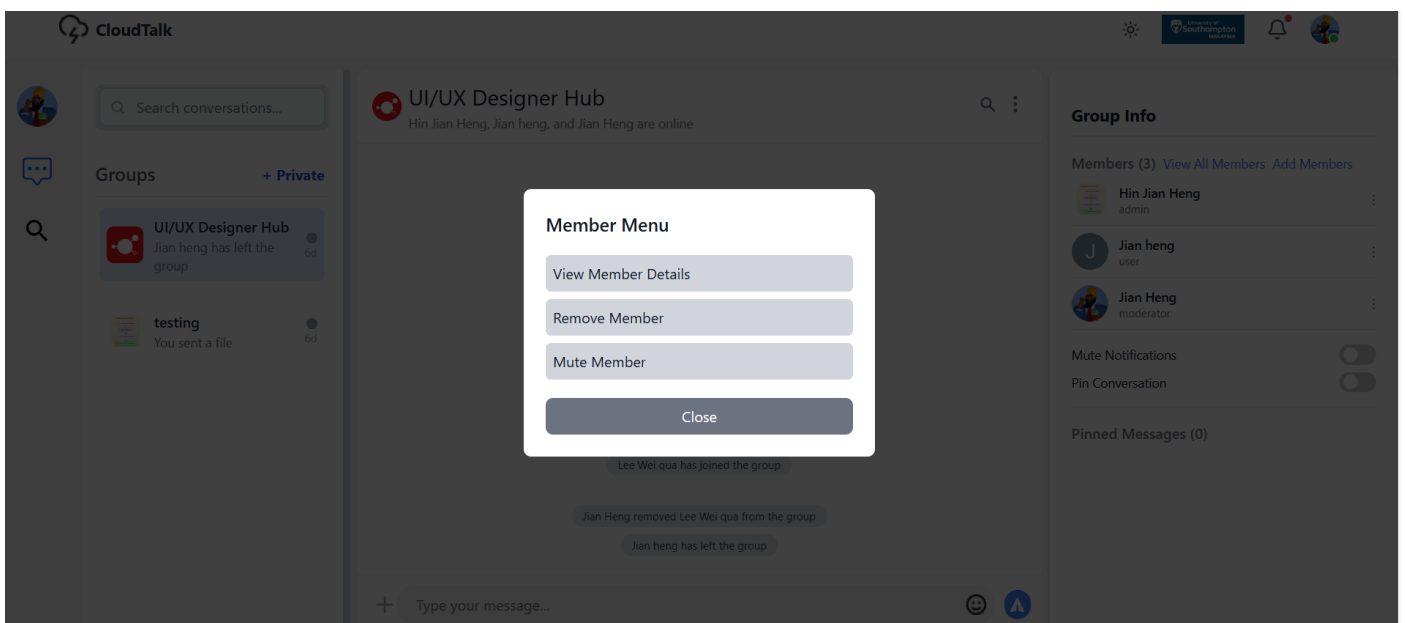 CloudTalk
University of
Southampton
MALAYSIA
Search conversations...
Groups
+ Private
UI/UX Designer Hub
Jian heng has left the
group
6d
testing
You sent a file
6d
UI/UX Designer Hub
Hin Jian Heng, Jian heng, and Jian Heng are online
Member Menu
View Member Details
Remove Member
Mute Member
Close
Lee Wei qua has joined the group
Jian Heng removed Lee Wei qua from the group
Jian heng has left the group
Type your message...
Group Info
Members (3) View All Members Add Members
Hin Jian Heng
admin
J
Jian heng
user
Jian Heng
moderator
Mute Notifications
Pin Conversation
Pinned Messages (0)